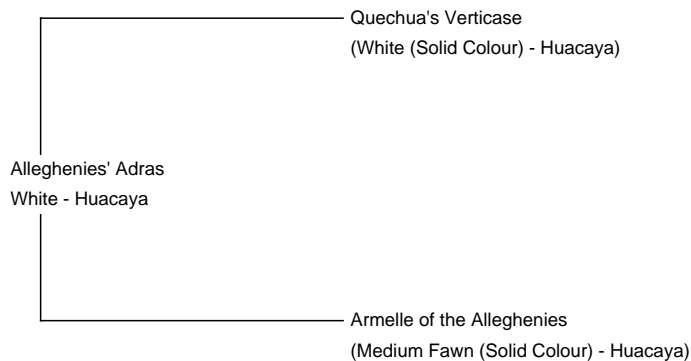 Quechua's Verticase
(White (Solid Colour) - Huacaya)
Alleghenies' Adras
White - Huacaya
Armelle of the Alleghenies
(Medium Fawn (Solid Colour) - Huacaya)